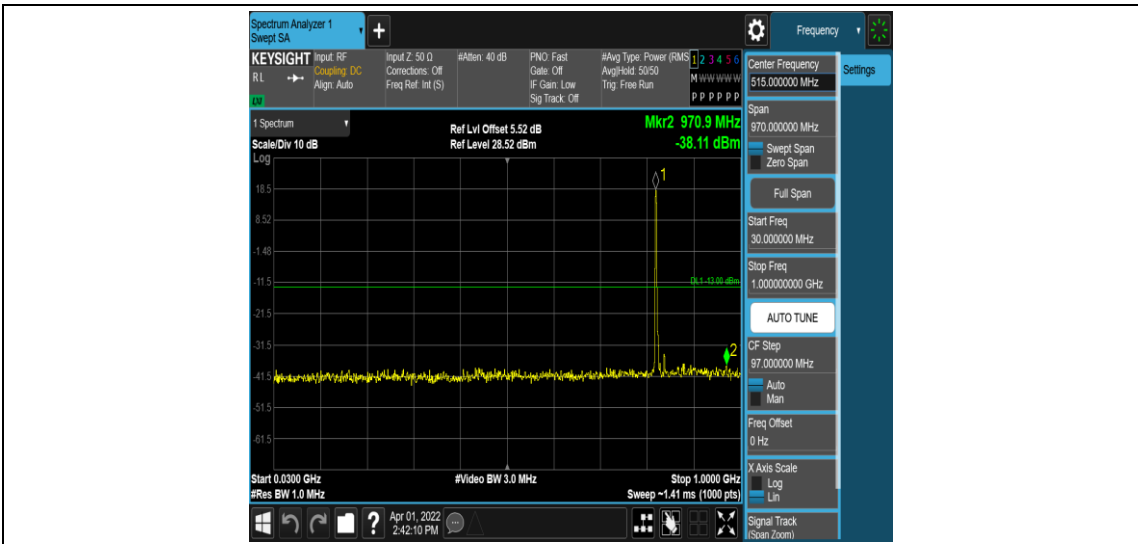 Spectrum Analyzer 1
Swept SA
+
Frequency
KEYSIGHT
RL
LXI
Input: RF
Coupling: DC
Align: Auto
Input Z: 50 Ω
Corrections: Off
Freq Ref: Int (S)
#Atten: 40 dB
PNO: Fast
Gate: Off
IF Gain: Low
Sig Track: Off
#Avg Type: Power (RMS
Avg|Hold: 50/50
Trig: Free Run
1 2 3 4 5 6
M W W W W W
P P P P P P
1 Spectrum
Scale/Div 10 dB
Log
Ref Lvl Offset 5.52 dB
Ref Level 28.52 dBm
Mkr2 970.9 MHz
-38.11 dBm
1
18.5
8.52
-1.48
-11.5
DL1 -13.00 dBm
-21.5
-31.5
2
-41.5
-51.5
-61.5
Start 0.0300 GHz
#Res BW 1.0 MHz
#Video BW 3.0 MHz
Stop 1.0000 GHz
Sweep ~1.41 ms (1000 pts)
?
Apr 01, 2022
2:42:10 PM
Center Frequency
515.000000 MHz
Settings
Span
970.000000 MHz
Swept Span
Zero Span
Full Span
Start Freq
30.000000 MHz
Stop Freq
1.000000000 GHz
AUTO TUNE
CF Step
97.000000 MHz
Auto
Man
Freq Offset
0 Hz
X Axis Scale
Log
Lin
Signal Track
(Span Zoom)